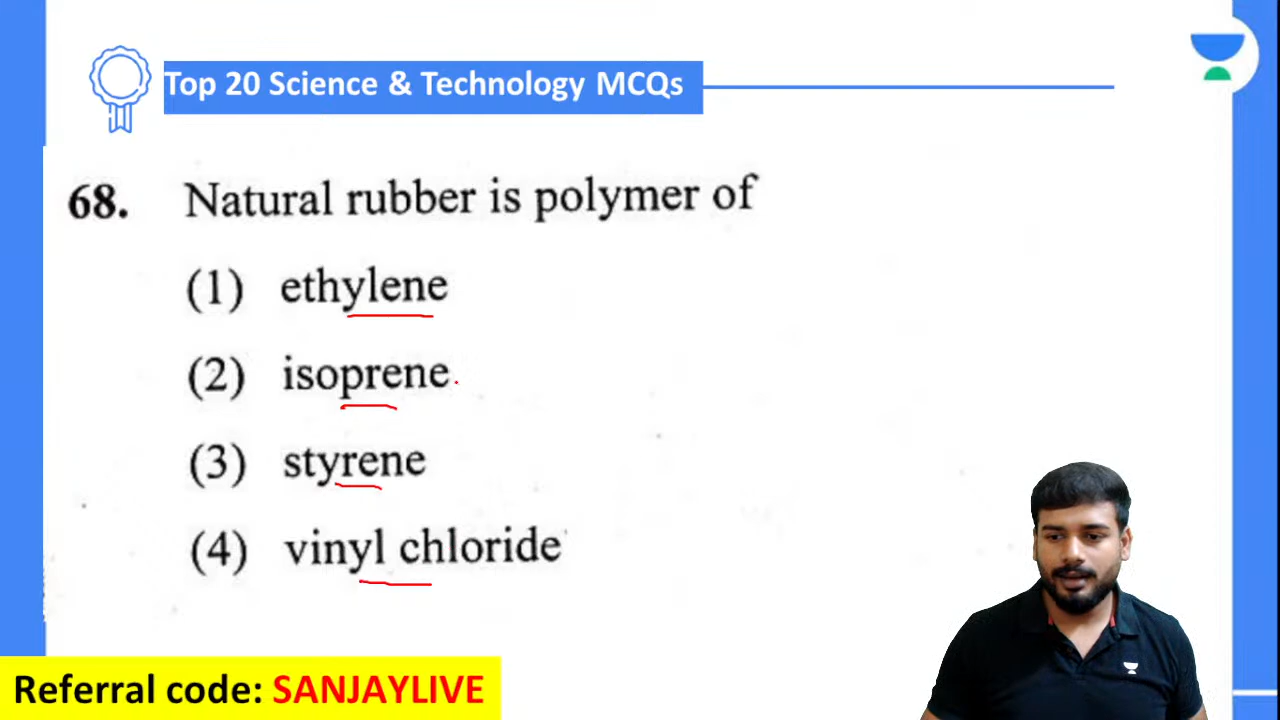 Top 20 Science & Technology MCQs
68. Natural rubber is polymer of
(1) ethylene
(2) isoprene
(3) styrene
(4) vinyl chloride
Referral code: SANJAYLIVE